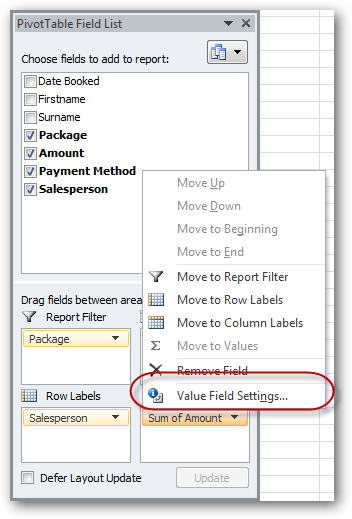 PivotTable Field List
Choose fields to add to report:
Date Booked
Firstname
Surname
Package
Amount
Payment Method
Salesperson
Move Up
Move Down
Move to Beginning
Move to End
Move to Report Filter
Move to Row Labels
Move to Column Labels
Move to Values
Remove Field
Value Field Settings...
Drag fields between area
Report Filter
Package
Row Labels
Salesperson
Sum of Amount
Defer Layout Update
Update